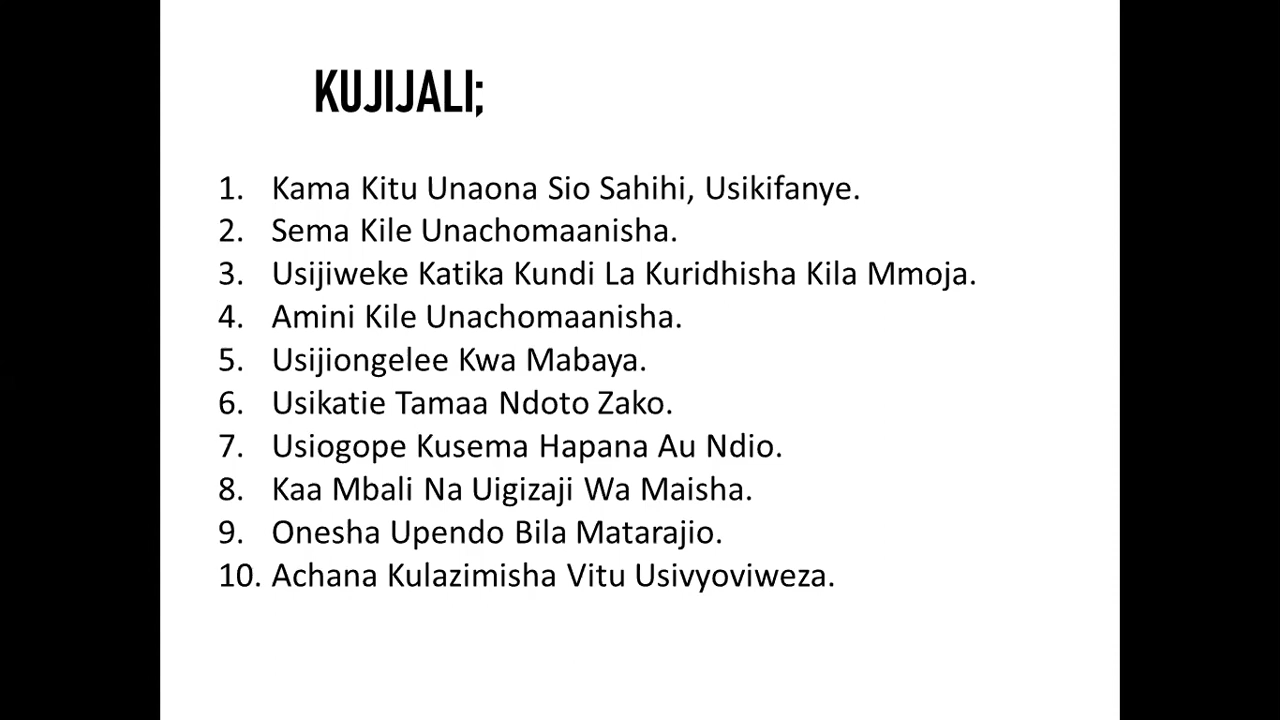 KUJIJALI;
1. Kama Kitu Unaona Sio Sahihi, Usikifanye.
2. Sema Kile Unachomaanisha.
3. Usijiweke Katika Kundi La Kuridhisha Kila Mmoja.
4. Amini Kile Unachomaanisha.
5. Usijiongelee Kwa Mabaya.
6. Usikatie Tamaa Ndoto Zako.
7. Usiogope Kusema Hapana Au Ndio.
8. Kaa Mbali Na Uigizaji Wa Maisha.
9. Onesha Upendo Bila Matarajio.
10. Achana Kulazimisha Vitu Usivyoviweza.